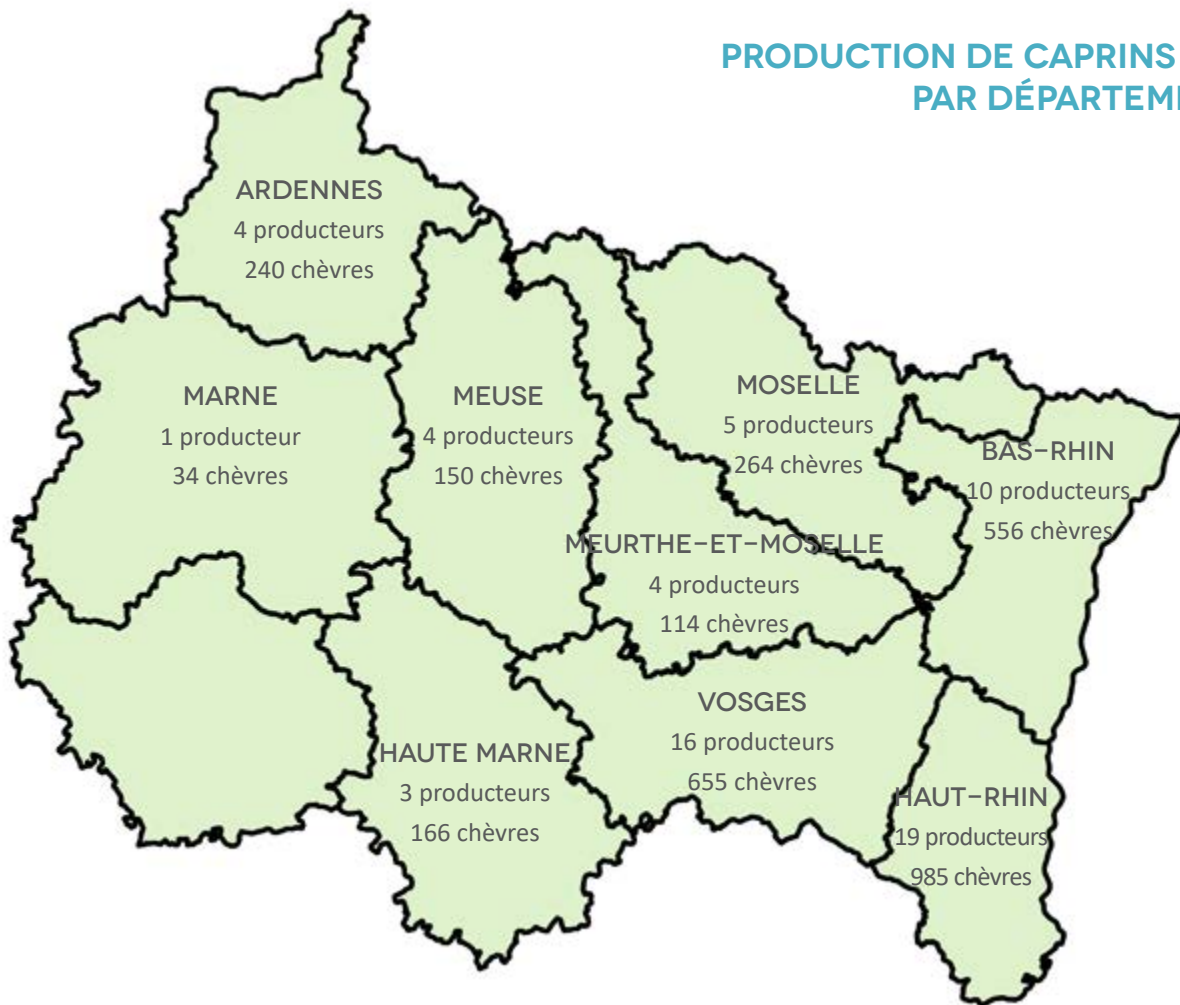 PRODUCTION DE CAPRINS
PAR DÉPARTEM
ARDENNES
4 producteurs
240 chèvres
MARNE
1 producteur
34 chèvres
MEUSE
4 producteurs
150 chèvres
MOSELLE
5 producteurs
264 chèvres
BAS-RHIN
10 producteurs
556 chèvres
MEURTHE-ET-MOSELLE
4 producteurs
114 chèvres
VOSGES
16 producteurs
655 chèvres
HAUTE MARNE
3 producteurs
166 chèvres
HAUT-RHIN
19 producteurs
985 chèvres